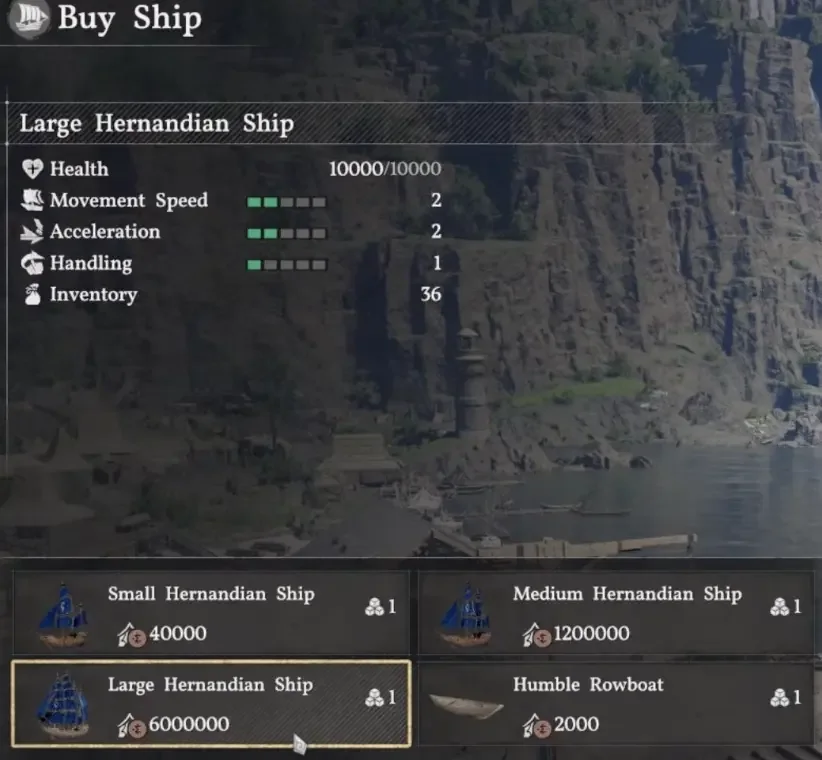 Buy Ship
Large Hernandian Ship
Health 10000/10000
Movement Speed 2
Acceleration 2
Handling 1
Inventory 36
Small Hernandian Ship
1
40000
Medium Hernandian Ship
1
1200000
Large Hernandian Ship
1
6000000
Humble Rowboat
1
2000